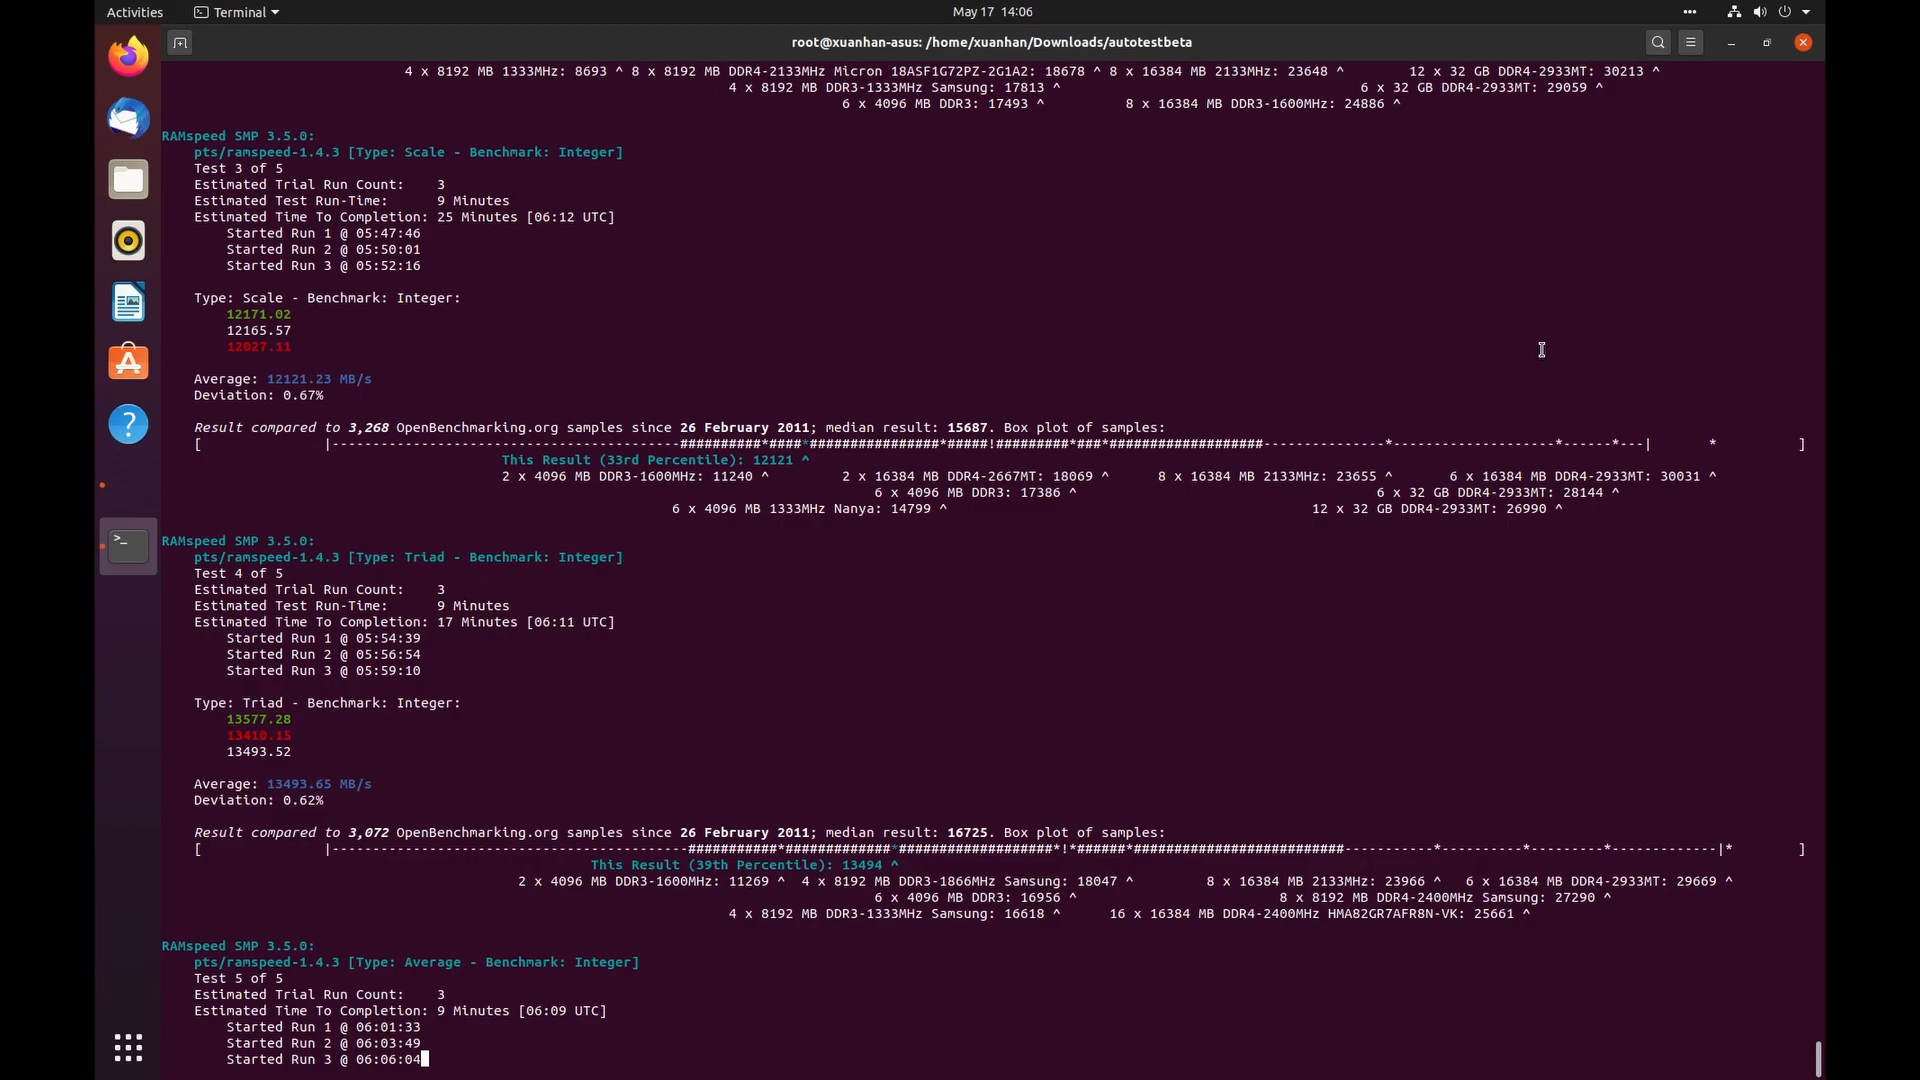 Activities
Terminal
May 17 14:06
root@xuanhan-asus: /home/xuanhan/Downloads/autotestbeta
4 x 8192 MB 1333MHz: 8693 ^ 8 x 8192 MB DDR4-2133MHz Micron 18ASF1G72PZ-2G1A2: 18678 ^ 8 x 16384 MB 2133MHz: 23648 ^ 12 x 32 GB DDR4-2933MT: 30213 ^
4 x 8192 MB DDR3-1333MHz Samsung: 17813 ^ 6 x 32 GB DDR4-2933MT: 29059 ^
6 x 4096 MB DDR3: 17493 ^ 8 x 16384 MB DDR3-1600MHz: 24886 ^
RAMspeed SMP 3.5.0:
pts/ramspeed-1.4.3 [Type: Scale - Benchmark: Integer]
Test 3 of 5
Estimated Trial Run Count: 3
Estimated Test Run-Time: 9 Minutes
Estimated Time To Completion: 25 Minutes [06:12 UTC]
Started Run 1 @ 05:47:46
Started Run 2 @ 05:50:01
Started Run 3 @ 05:52:16
Type: Scale - Benchmark: Integer:
12171.02
12165.57
12027.11
Average: 12121.23 MB/s
Deviation: 0.67%
Result compared to 3,268 OpenBenchmarking.org samples since 26 February 2011; median result: 15687. Box plot of samples:
[ |-------------------------------------------##########*####*################*#####!#########*###*###################---------------*--------------------*------*---| * ]
This Result (33rd Percentile): 12121 ^
2 x 4096 MB DDR3-1600MHz: 11240 ^ 2 x 16384 MB DDR4-2667MT: 18069 ^ 8 x 16384 MB 2133MHz: 23655 ^ 6 x 16384 MB DDR4-2933MT: 30031 ^
6 x 4096 MB DDR3: 17386 ^ 6 x 32 GB DDR4-2933MT: 28144 ^
6 x 4096 MB 1333MHz Nanya: 14799 ^ 12 x 32 GB DDR4-2933MT: 26990 ^
RAMspeed SMP 3.5.0:
pts/ramspeed-1.4.3 [Type: Triad - Benchmark: Integer]
Test 4 of 5
Estimated Trial Run Count: 3
Estimated Test Run-Time: 9 Minutes
Estimated Time To Completion: 17 Minutes [06:11 UTC]
Started Run 1 @ 05:54:39
Started Run 2 @ 05:56:54
Started Run 3 @ 05:59:10
Type: Triad - Benchmark: Integer:
13577.28
13410.15
13493.52
Average: 13493.65 MB/s
Deviation: 0.62%
Result compared to 3,072 OpenBenchmarking.org samples since 26 February 2011; median result: 16725. Box plot of samples:
[ |--------------------------------------------###########*#############*###################*!*######*##########################-----------*----------*---------*-------------|* ]
This Result (39th Percentile): 13494 ^
2 x 4096 MB DDR3-1600MHz: 11269 ^ 4 x 8192 MB DDR3-1866MHz Samsung: 18047 ^ 8 x 16384 MB 2133MHz: 23966 ^ 6 x 16384 MB DDR4-2933MT: 29669 ^
6 x 4096 MB DDR3: 16956 ^ 8 x 8192 MB DDR4-2400MHz Samsung: 27290 ^
4 x 8192 MB DDR3-1333MHz Samsung: 16618 ^ 16 x 16384 MB DDR4-2400MHz HMA82GR7AFR8N-VK: 25661 ^
RAMspeed SMP 3.5.0:
pts/ramspeed-1.4.3 [Type: Average - Benchmark: Integer]
Test 5 of 5
Estimated Trial Run Count: 3
Estimated Time To Completion: 9 Minutes [06:09 UTC]
Started Run 1 @ 06:01:33
Started Run 2 @ 06:03:49
Started Run 3 @ 06:06:04